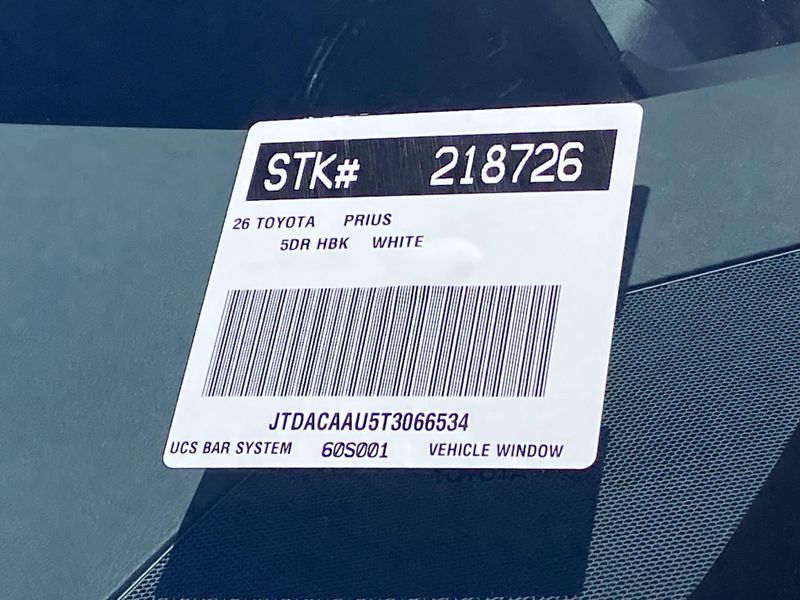 STK# 218726
26 TOYOTA PRIUS
5DR HBK WHITE
JTDACAAU5T3066534
UCS BAR SYSTEM 60S001 VEHICLE WINDOW